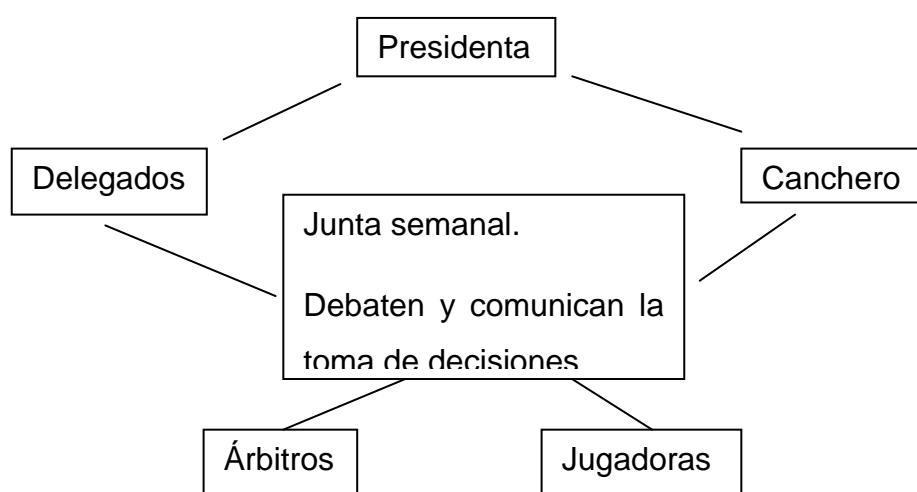 Presidenta
Delegados
Canchero
Junta semanal.
Debaten y comunican la
toma de decisiones
Árbitros
Jugadoras